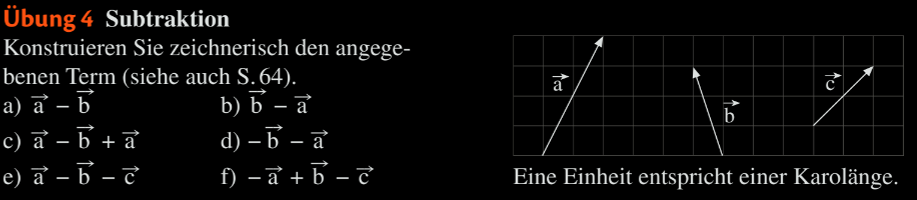 Übung 4 Subtraktion
Konstruieren Sie zeichnerisch den angege-
benen Term (siehe auch S. 64).
a) a⃗ – b⃗ b) b⃗ – a⃗
c) a⃗ – b⃗ + a⃗ d) – b⃗ – a⃗
e) a⃗ – b⃗ – c⃗ f) – a⃗ + b⃗ – c⃗
a⃗
b⃗
c⃗
Eine Einheit entspricht einer Karolänge.